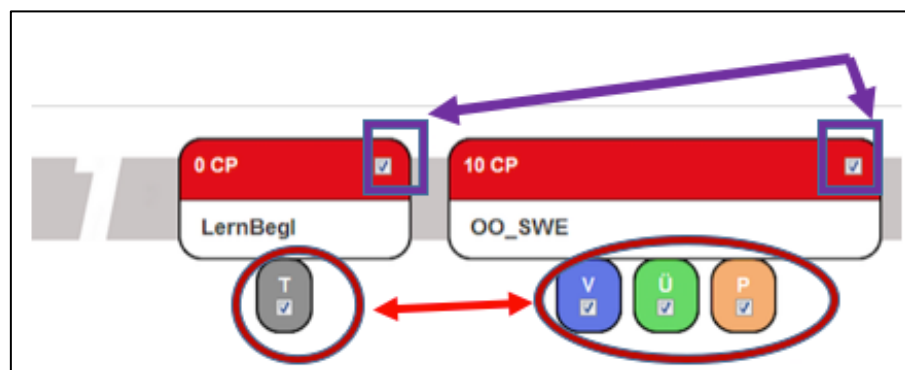 0 CP
10 CP
LernBegl
OO_SWE
T
V
Ü
P